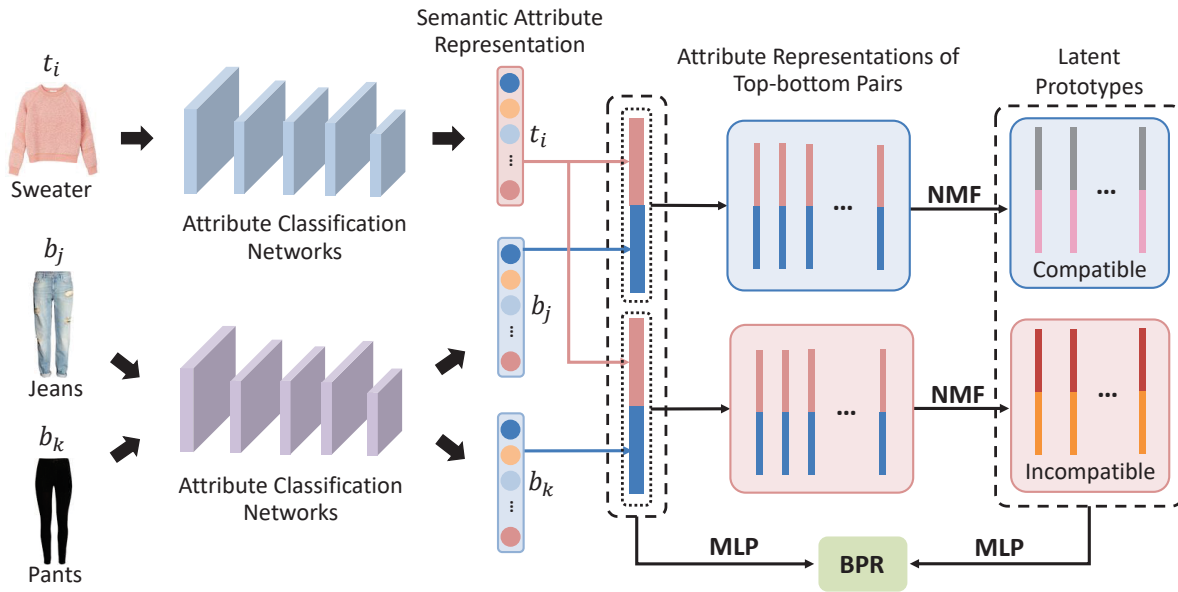 t_i
Sweater
Attribute Classification
Networks
b_j
Jeans
b_k
Pants
Attribute Classification
Networks
Semantic Attribute
Representation
t_i
...
b_j
...
b_k
...
Attribute Representations of
Top-bottom Pairs
...
...
NMF
NMF
Latent
Prototypes
...
Compatible
...
Incompatible
MLP
BPR
MLP